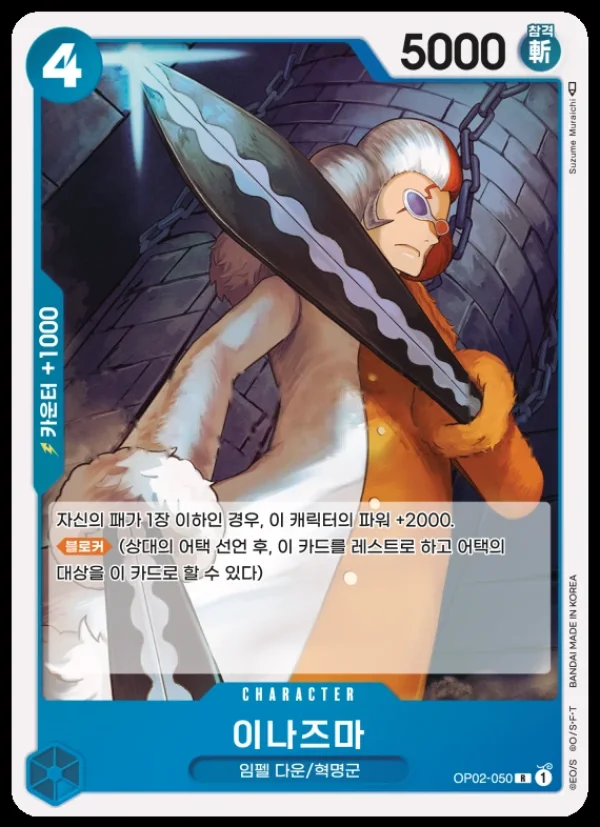 4
5000
참격
斬
Suzume Muraichi
카운터 +1000
자신의 패가 1장 이하인 경우, 이 캐릭터의 파워 +2000.
블로커 (상대의 어택 선언 후, 이 카드를 레스트로 하고 어택의
대상을 이 카드로 할 수 있다)
CHARACTER
이나즈마
임펠 다운/혁명군
OP02-050 R 1
©EO/S ©O/S·F·T BANDAI MADE IN KOREA